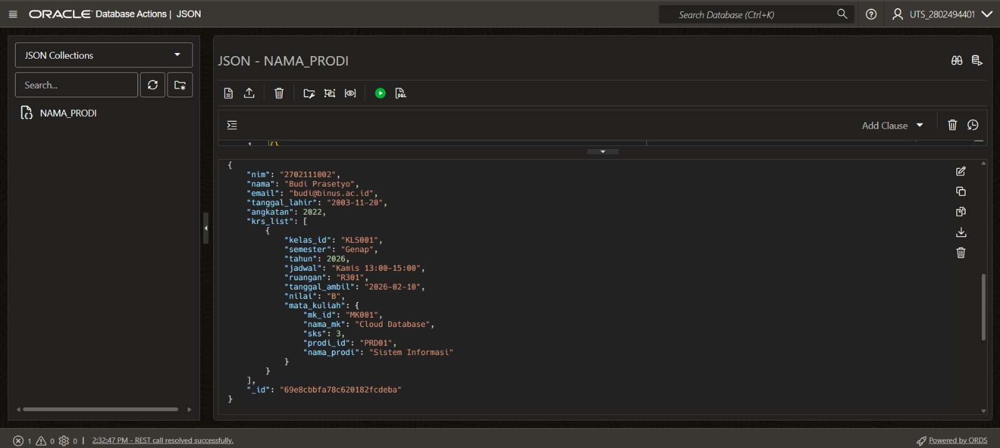 ORACLE Database Actions | JSON
Search Database (Ctrl+K)
UTS_2802494401
JSON Collections
Search...
NAMA_PRODI
JSON - NAMA_PRODI
SQL
Add Clause
1 {}
{
"nim": "2702111002",
"nama": "Budi Prasetyo",
"email": "budi@binus.ac.id",
"tanggal_lahir": "2003-11-20",
"angkatan": 2022,
"krs_list": [
{
"kelas_id": "KLS001",
"semester": "Genap",
"tahun": 2026,
"jadwal": "Kamis 13:00-15:00",
"ruangan": "R301",
"tanggal_ambil": "2026-02-10",
"nilai": "B",
"mata_kuliah": {
"mk_id": "MK001",
"nama_mk": "Cloud Database",
"sks": 3,
"prodi_id": "PRD01",
"nama_prodi": "Sistem Informasi"
}
}
],
"_id": "69e8cbbfa78c620182fcdeba"
}
1 0 0 | 2:32:47 PM - REST call resolved successfully.
Powered by ORDS